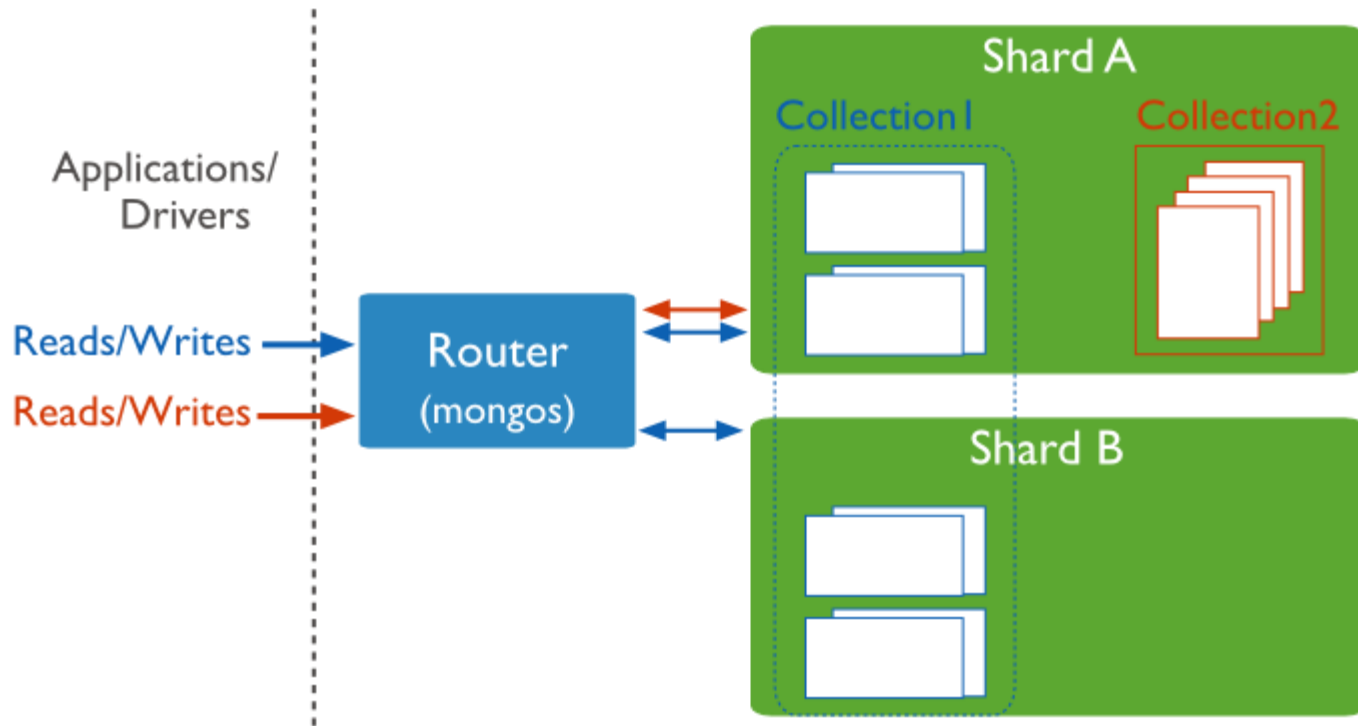 Shard A
Collection1
Collection2
Applications/
Drivers
Reads/Writes
Reads/Writes
Router
(mongos)
Shard B